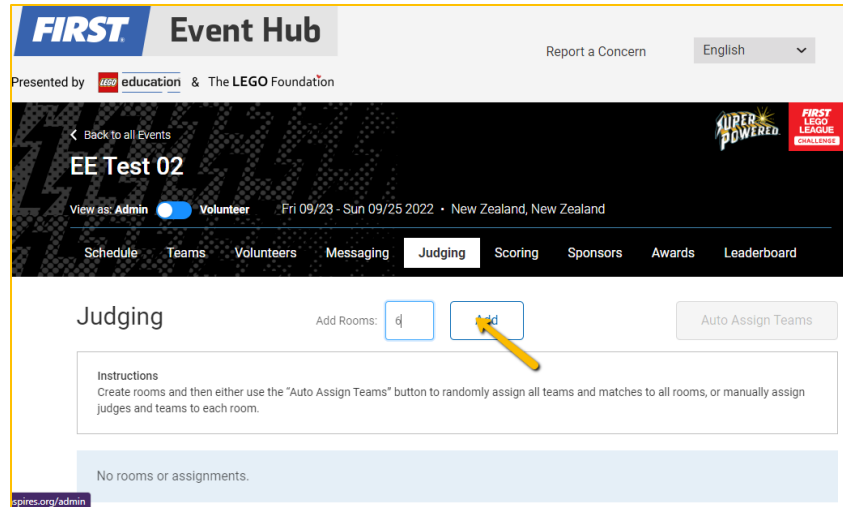 FIRST. Event Hub
Report a Concern English
Presented by LEGO education & The LEGO Foundation
Back to all Events
SUPER POWERED
FIRST LEGO LEAGUE CHALLENGE
EE Test 02
View as: Admin Volunteer Fri 09/23 - Sun 09/25 2022 • New Zealand, New Zealand
Schedule Teams Volunteers Messaging Judging Scoring Sponsors Awards Leaderboard
Judging Add Rooms: 6 Add Auto Assign Teams
Instructions
Create rooms and then either use the “Auto Assign Teams” button to randomly assign all teams and matches to all rooms, or manually assign
judges and teams to each room.
No rooms or assignments.
spires.org/admin